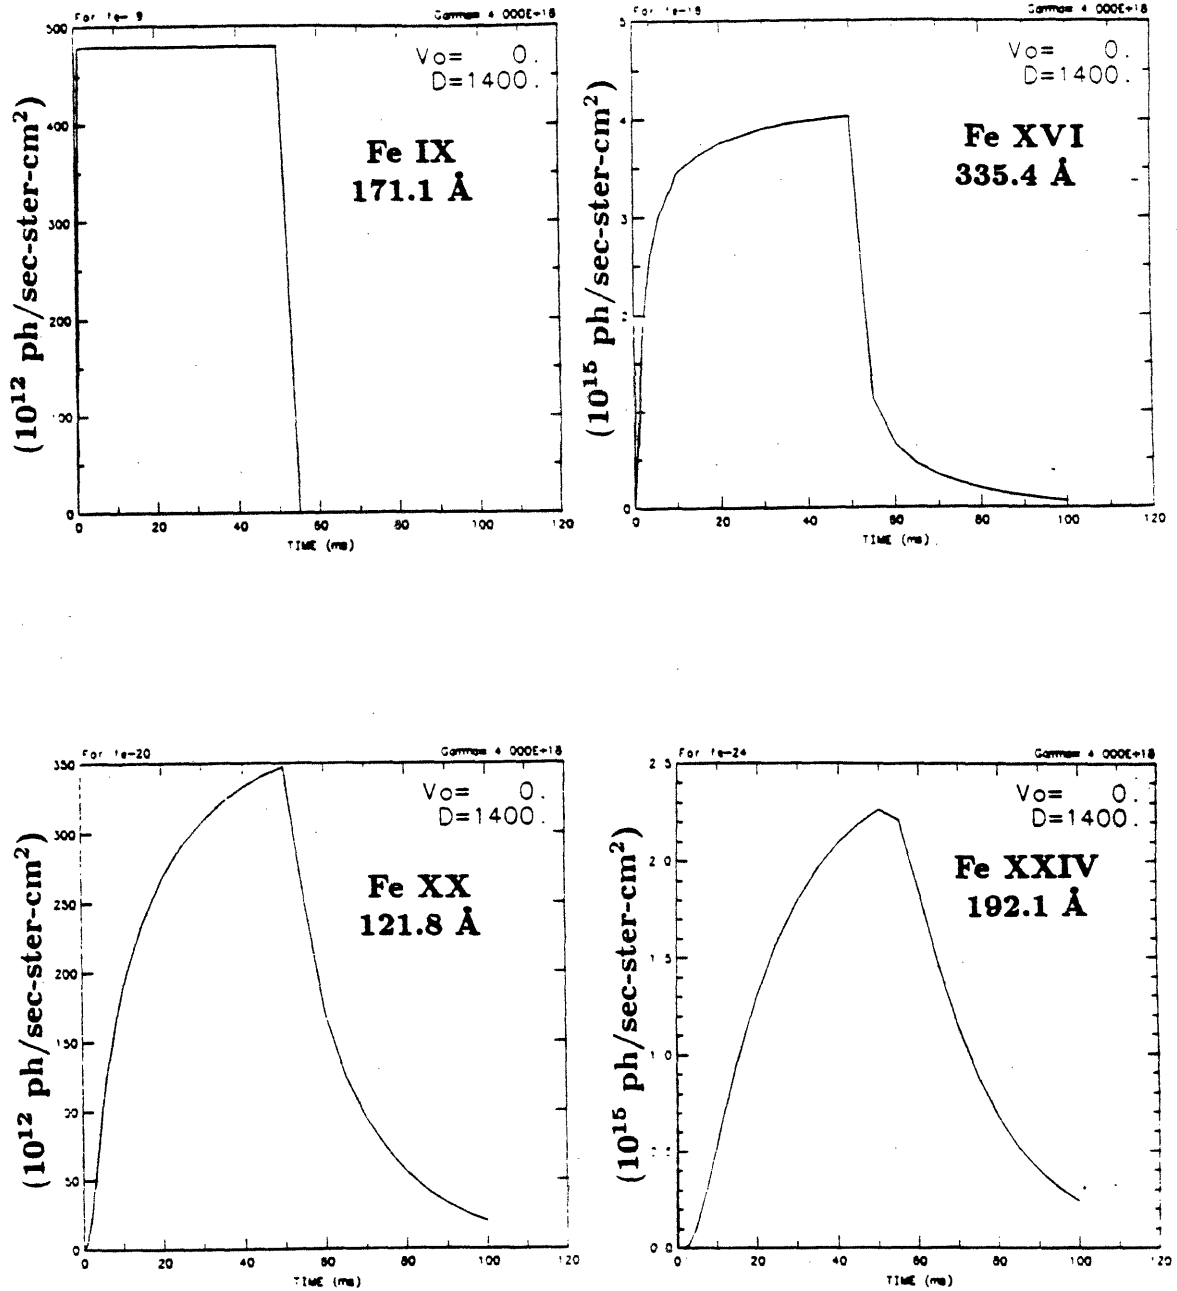 For fe- 9 Gamma= 4 000E+18
500
400
300
200
0
Vo= 0.
D=1400.
Fe IX
171.1 Å
(10¹² ph/sec-ster-cm²)
0 20 40 60 80 100 120
TIME (ms)
Gamma= 4 000E+18
5
4
3
0
Vo= 0.
D=1400.
Fe XVI
335.4 Å
(10¹⁵ ph/sec-ster-cm²)
0 20 40 60 80 100 120
TIME (ms)
For fe-20 Gamma= 4 000E+18
350
300
250
200
150
50
0
Vo= 0.
D=1400.
Fe XX
121.8 Å
(10¹² ph/sec-ster-cm²)
0 20 40 60 80 100 120
TIME (ms)
For fe-24 Gamma= 4 000E+18
2 5
2 0
1 5
1 0
0 0
Vo= 0.
D=1400.
Fe XXIV
192.1 Å
(10¹⁵ ph/sec-ster-cm²)
0 20 40 60 80 100 120
TIME (ms)